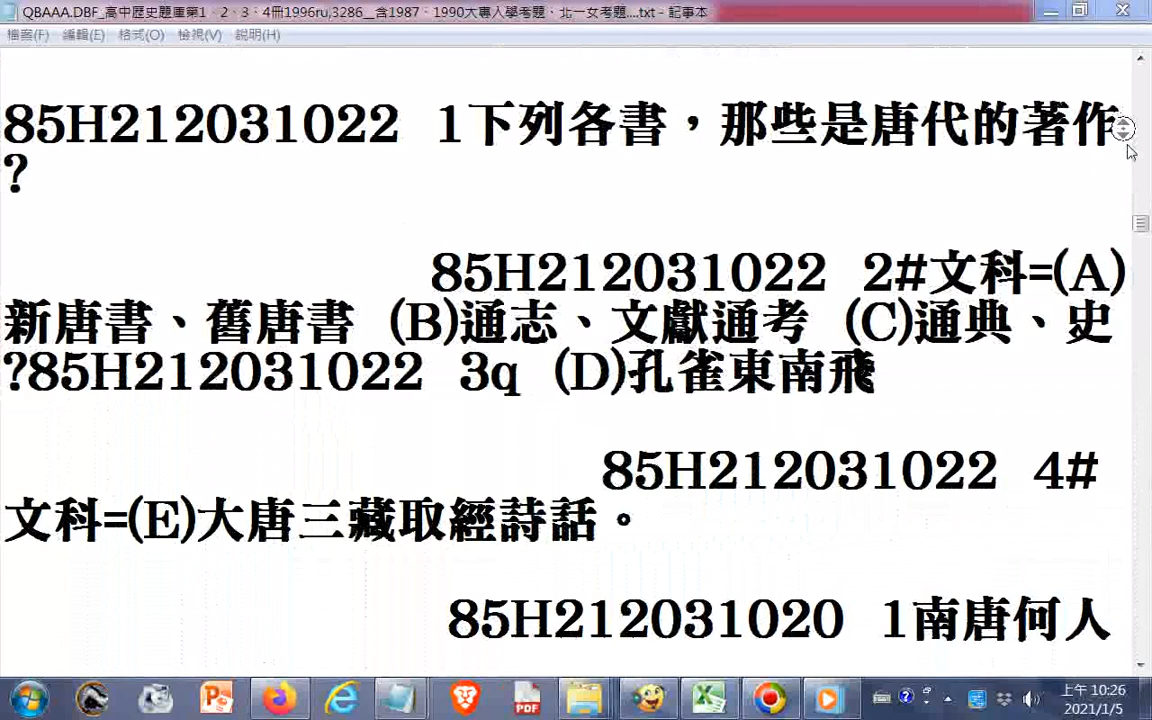 QBAAA.DBF_高中歷史題庫第1、2、3、4冊1996ru,3286__含1987、1990大專入學考題、北一女考題....txt - 記事本
檔案(F) 編輯(E) 格式(O) 檢視(V) 說明(H)
85H212031022 1下列各書，那些是唐代的著作
?
85H212031022 2#文科=(A)
新唐書、舊唐書 (B)通志、文獻通考 (C)通典、史
?85H212031022 3q (D)孔雀東南飛
85H212031022 4#
文科=(E)大唐三藏取經詩話。
85H212031020 1南唐何人
上午 10:26
2021/1/5